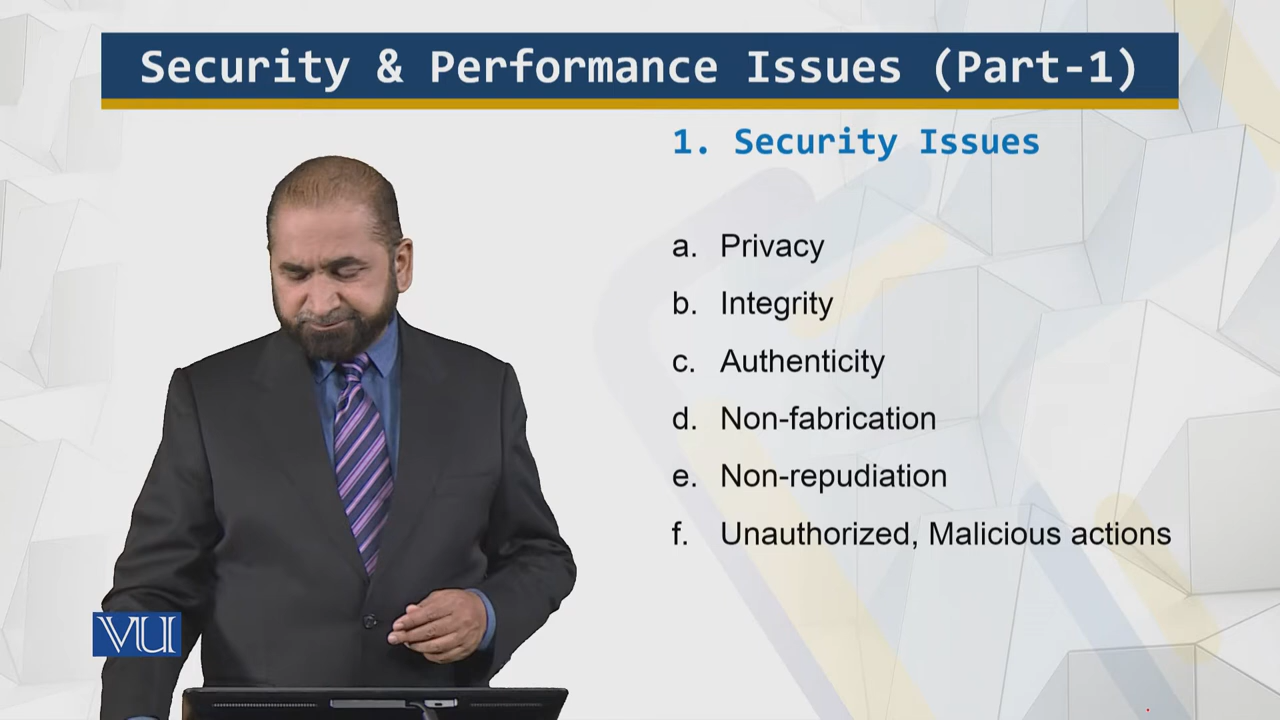 Security & Performance Issues (Part-1)
1. Security Issues
a. Privacy
b. Integrity
c. Authenticity
d. Non-fabrication
e. Non-repudiation
f. Unauthorized, Malicious actions
VU